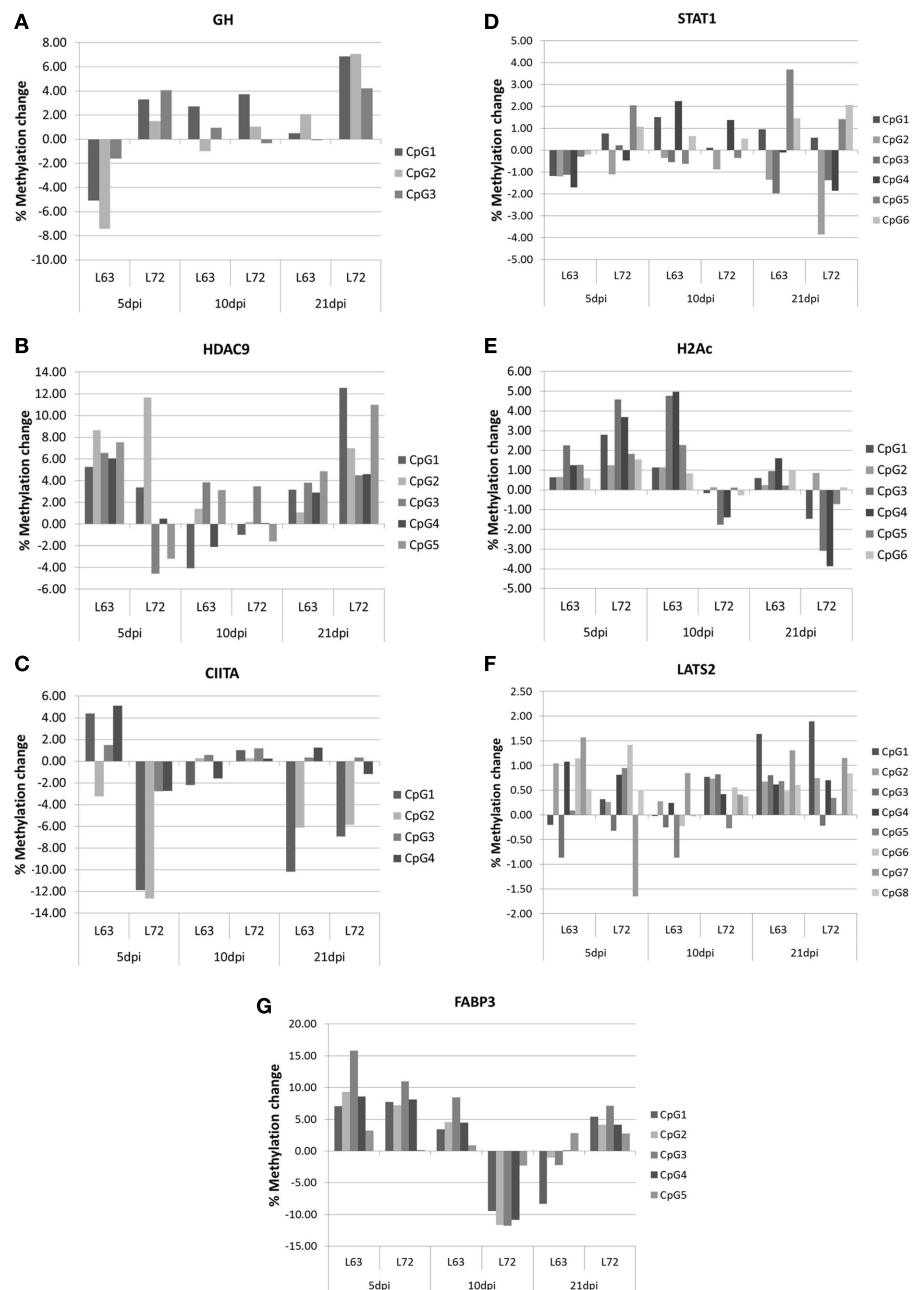 A
GH
% Methylation change
8.00
6.00
4.00
2.00
0.00
-2.00
-4.00
-6.00
-8.00
-10.00
L63 L72 L63 L72 L63 L72
5dpi 10dpi 21dpi
CpG1
CpG2
CpG3
B
HDAC9
% Methylation change
14.00
12.00
10.00
8.00
6.00
4.00
2.00
0.00
-2.00
-4.00
-6.00
L63 L72 L63 L72 L63 L72
5dpi 10dpi 21dpi
CpG1
CpG2
CpG3
CpG4
CpG5
C
CIITA
% Methylation change
6.00
4.00
2.00
0.00
-2.00
-4.00
-6.00
-8.00
-10.00
-12.00
-14.00
L63 L72 L63 L72 L63 L72
5dpi 10dpi 21dpi
CpG1
CpG2
CpG3
CpG4
D
STAT1
% Methylation change
5.00
4.00
3.00
2.00
1.00
0.00
-1.00
-2.00
-3.00
-4.00
-5.00
L63 L72 L63 L72 L63 L72
5dpi 10dpi 21dpi
CpG1
CpG2
CpG3
CpG4
CpG5
CpG6
E
H2Ac
% Methylation change
6.00
5.00
4.00
3.00
2.00
1.00
0.00
-1.00
-2.00
-3.00
-4.00
-5.00
L63 L72 L63 L72 L63 L72
5dpi 10dpi 21dpi
CpG1
CpG2
CpG3
CpG4
CpG5
CpG6
F
LATS2
% Methylation change
2.50
2.00
1.50
1.00
0.50
0.00
-0.50
-1.00
-1.50
-2.00
L63 L72 L63 L72 L63 L72
5dpi 10dpi 21dpi
CpG1
CpG2
CpG3
CpG4
CpG5
CpG6
CpG7
CpG8
G
FABP3
% Methylation change
20.00
15.00
10.00
5.00
0.00
-5.00
-10.00
-15.00
L63 L72 L63 L72 L63 L72
5dpi 10dpi 21dpi
CpG1
CpG2
CpG3
CpG4
CpG5